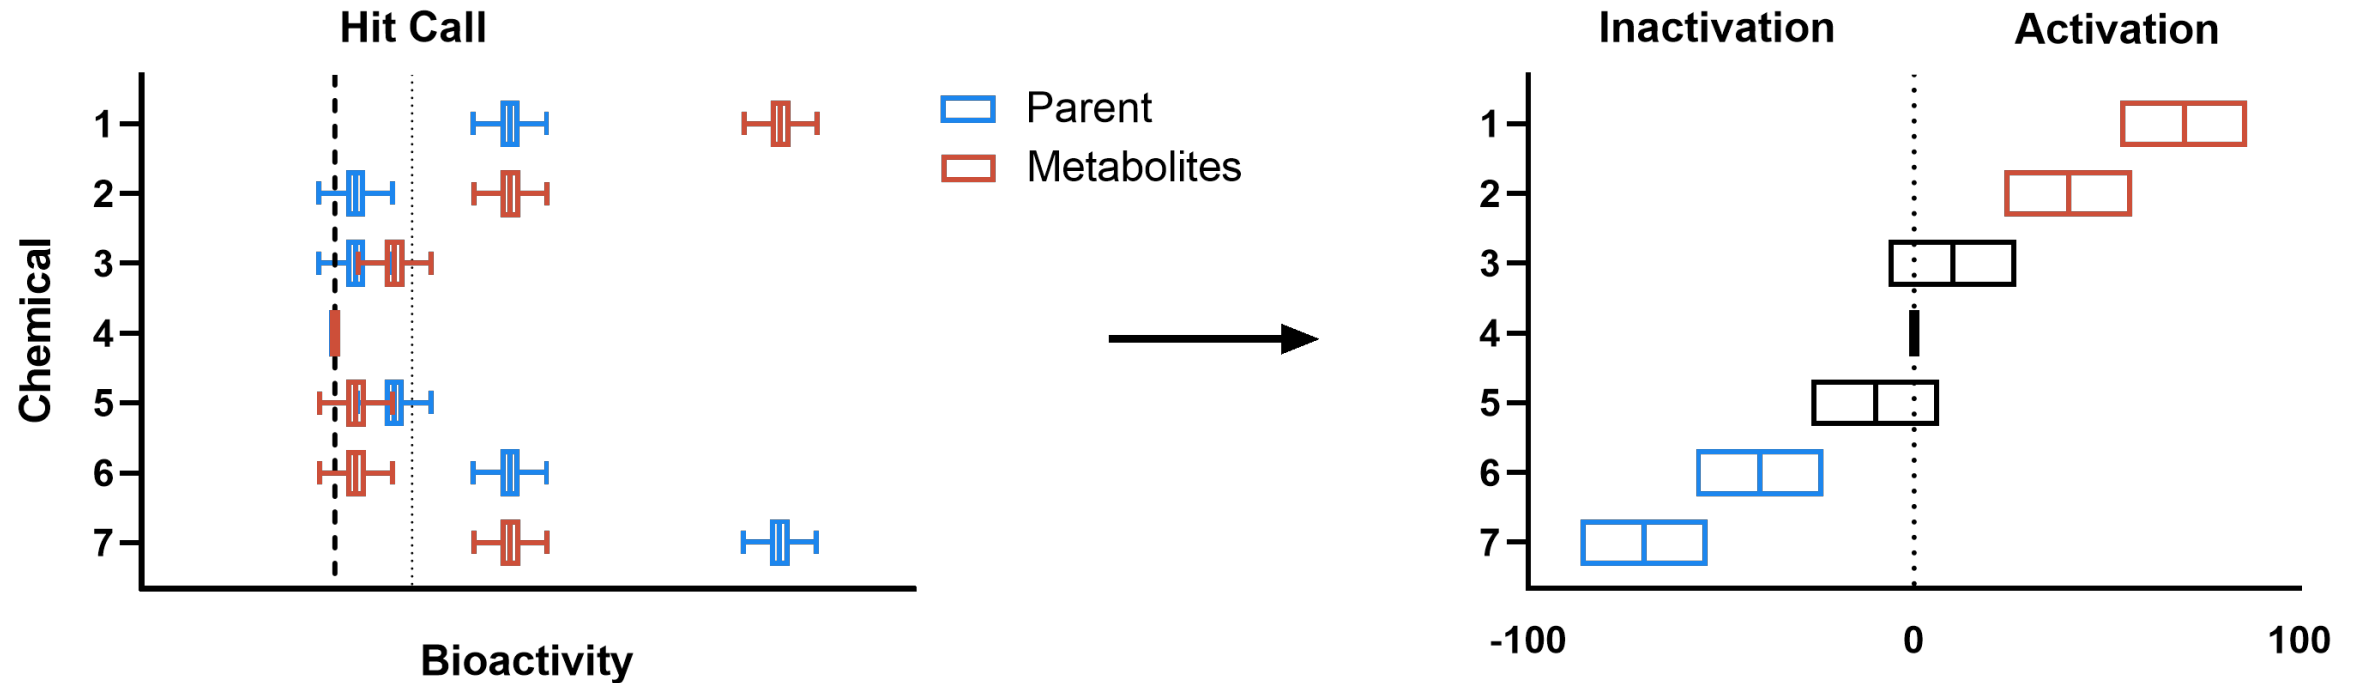 Hit Call
Inactivation
Activation
Parent
Metabolites
Chemical
1
2
3
4
5
6
7
Bioactivity
1
2
3
4
5
6
7
-100
0
100